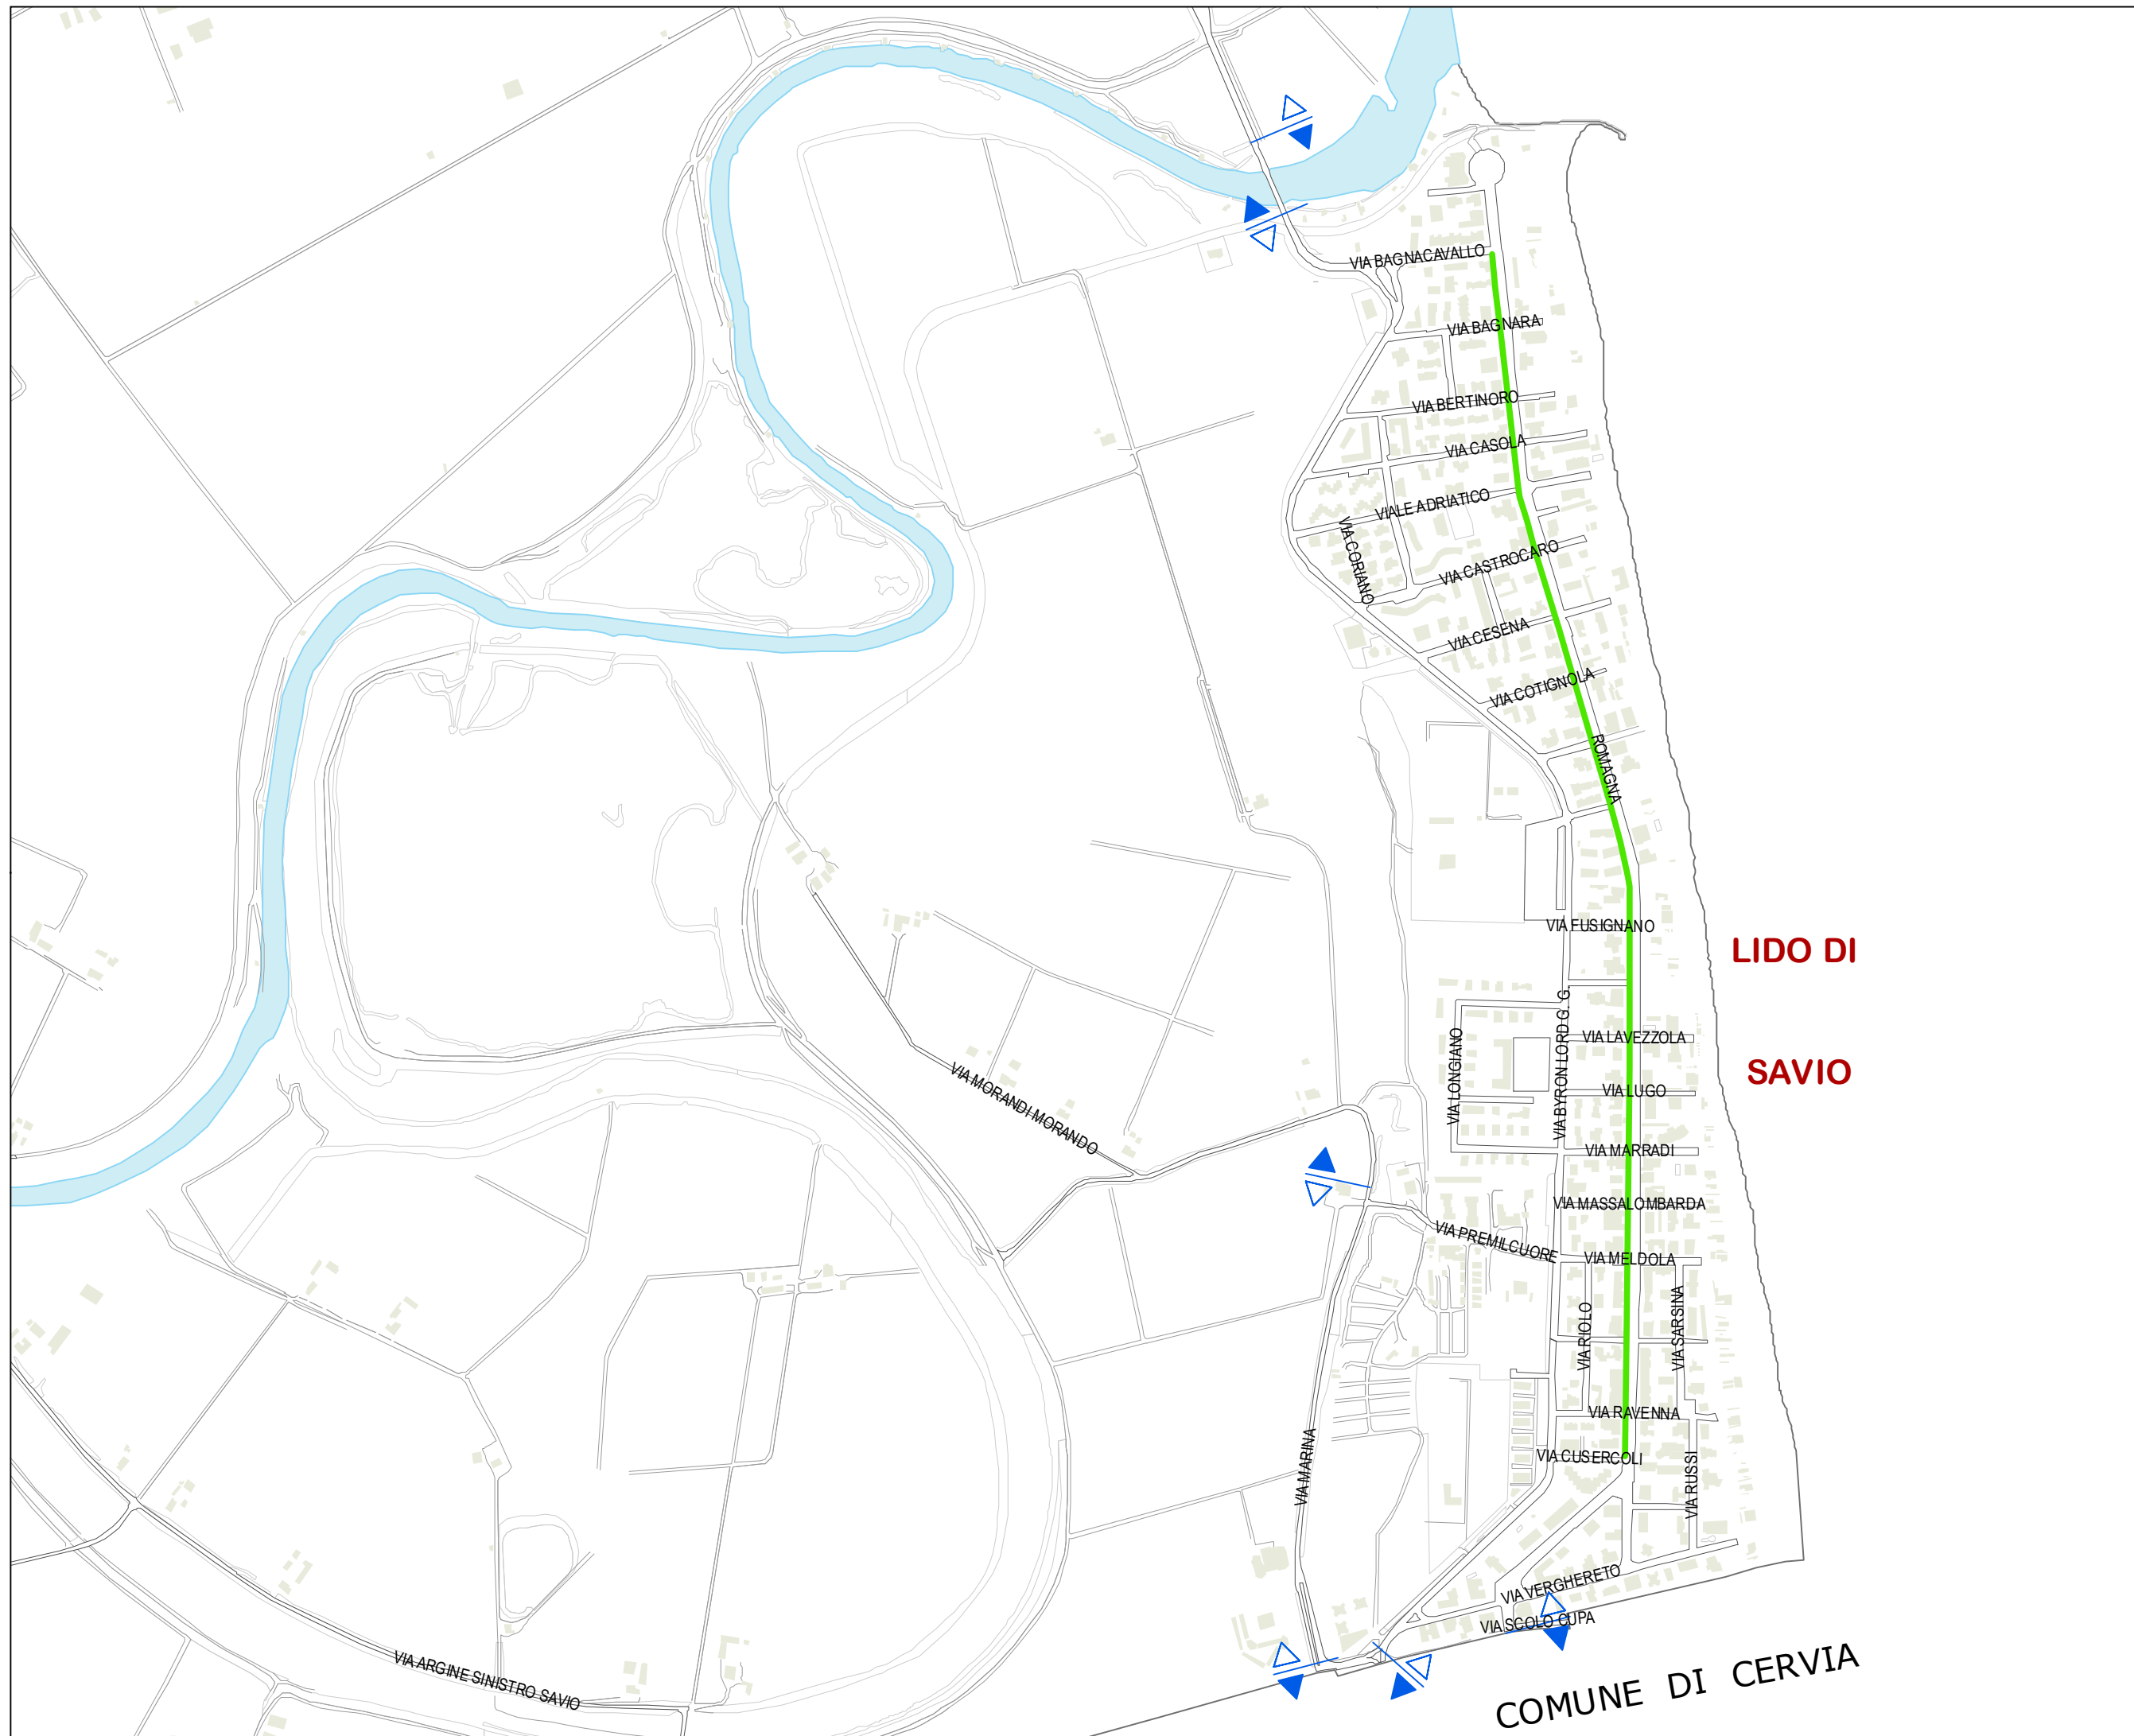 VIA BAGNACAVALLO
VIA BAGNARA
VIA BERTINORO
VIA CASOLA
VIALE ADRIATICO
VIA CORIANO
VIA CASTROCARO
VIA CESENA
VIA COTIGNOLA
ROMAGNA
VIA FUSIGNANO
LIDO DI
SAVIO
VIA BYRON LORD G. G.
VIA LAVEZZOLA
VIA LONGIANO
VIA LUGO
VIA MORANDI MORANDO
VIA MARRADI
VIA MASSALOMBARDA
VIA PREMILCUORE
VIA MELDOLA
VIA RIOLO
VIA SARSINA
VIA RAVENNA
VIA MARINA
VIA CUSERCOLI
VIA RUSSI
VIA VERGHERETO
VIA SCOLO CUPA
VIA ARGINE SINISTRO SAVIO
COMUNE DI CERVIA